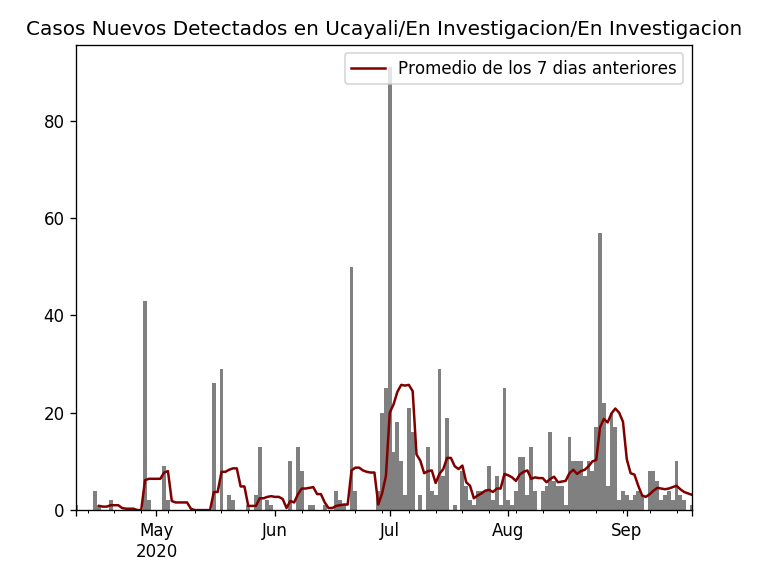 Casos Nuevos Detectados en Ucayali/En Investigacion/En Investigacion
Promedio de los 7 dias anteriores
80
60
40
20
0
May
2020
Jun
Jul
Aug
Sep